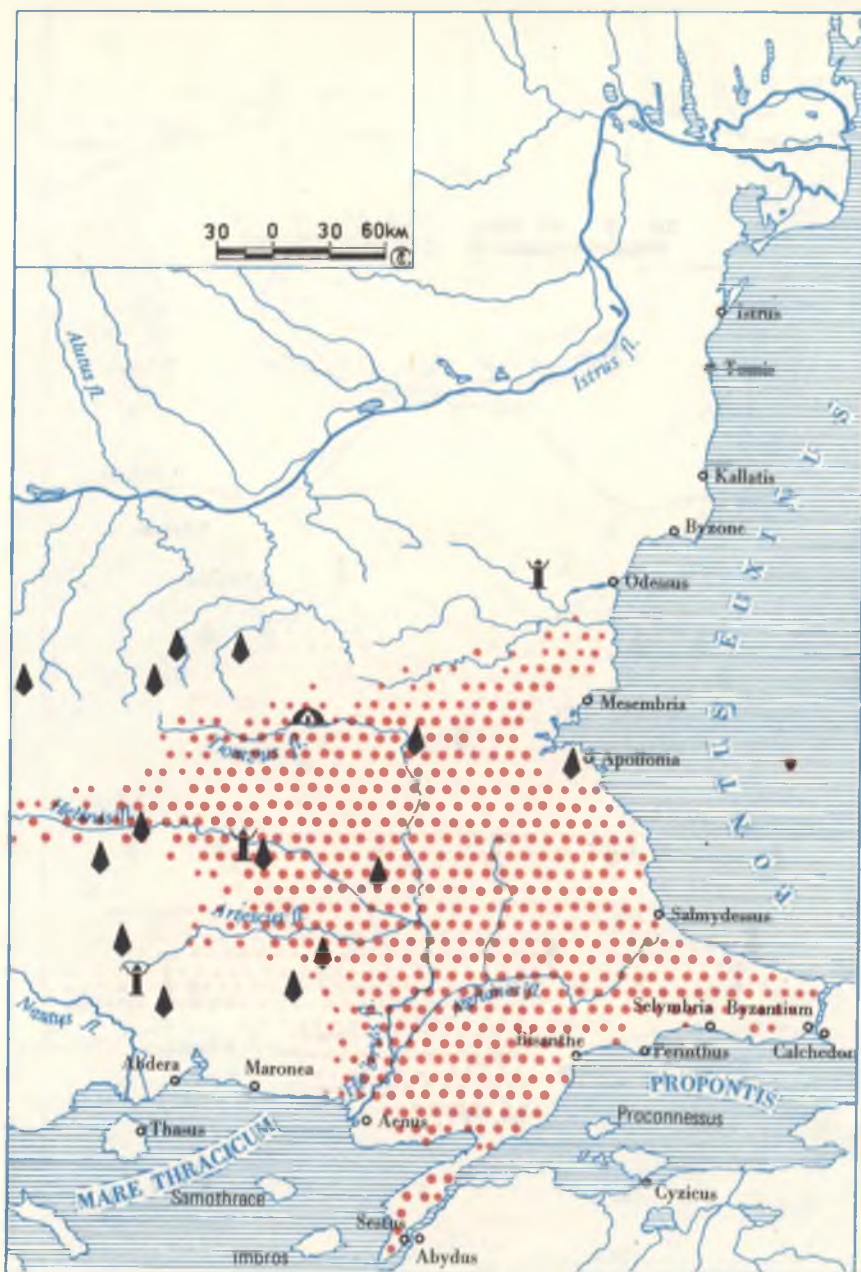 30 0 30 60KM
Alutus fl.
Istrus fl.
Istrus
Tomis
Kallatis
Byzone
Odessus
PONTUS EUXINUS
Mesembria
Apollonia
Hebrus fl.
Artescus fl.
Salmydessus
Nestus fl.
Selymbria
Byzantium
Bisanthe
Perinthus
Calchedon
Abdera
Maronea
PROPONTIS
Aenus
Proconnessus
Thasus
MARE THRACICUM
Samothrace
Cyzicus
Sestus
Imbros
Abydus